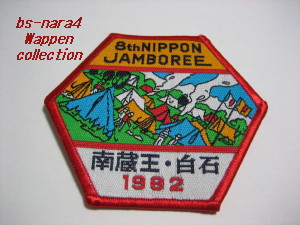 bs-nara4
Wappen
collection
8th NIPPON
JAMBOREE
南蔵王・白石
1982